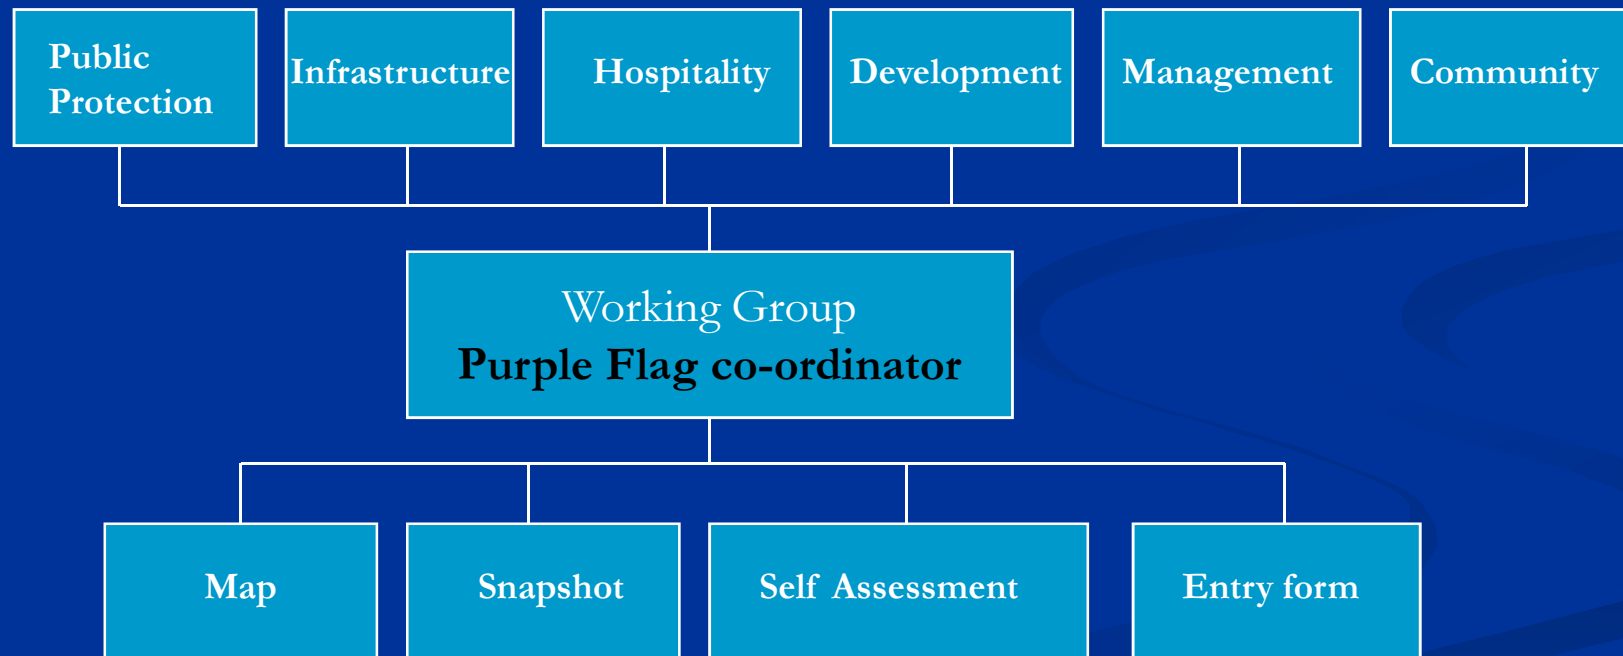 Public
Protection
Infrastructure
Hospitality
Development
Management
Community
Working Group
Purple Flag co-ordinator
Map
Snapshot
Self Assessment
Entry form